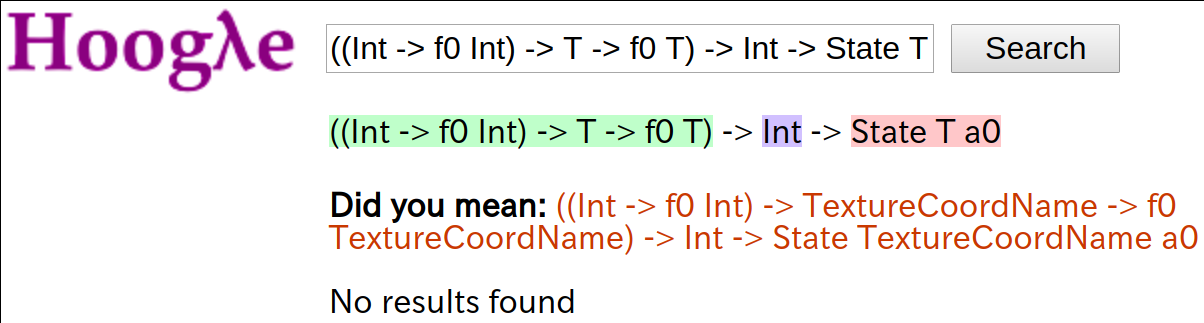 Hoogλe
((Int -> f0 Int) -> T -> f0 T) -> Int -> State T
Search
((Int -> f0 Int) -> T -> f0 T) -> Int -> State T a0
Did you mean: ((Int -> f0 Int) -> TextureCoordName -> f0
TextureCoordName) -> Int -> State TextureCoordName a0
No results found